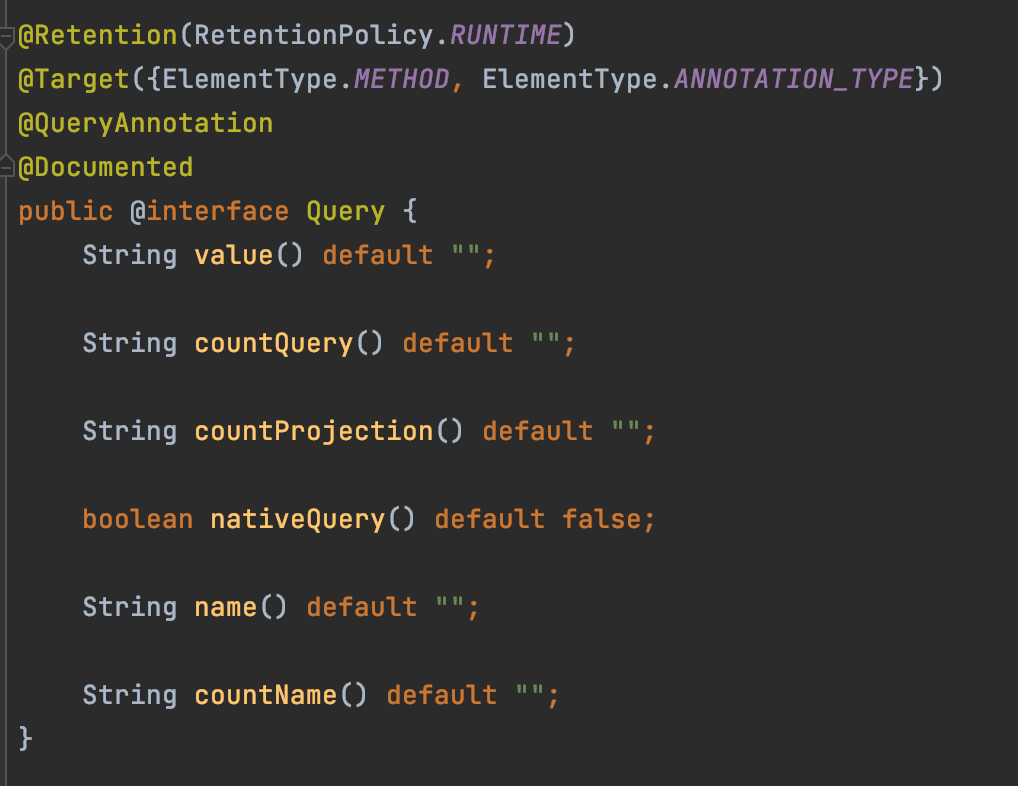 @Retention(RetentionPolicy.RUNTIME)
@Target({ElementType.METHOD, ElementType.ANNOTATION_TYPE})
@QueryAnnotation
@Documented
public @interface Query {
    String value() default "";
    String countQuery() default "";
    String countProjection() default "";
    boolean nativeQuery() default false;
    String name() default "";
    String countName() default "";
}